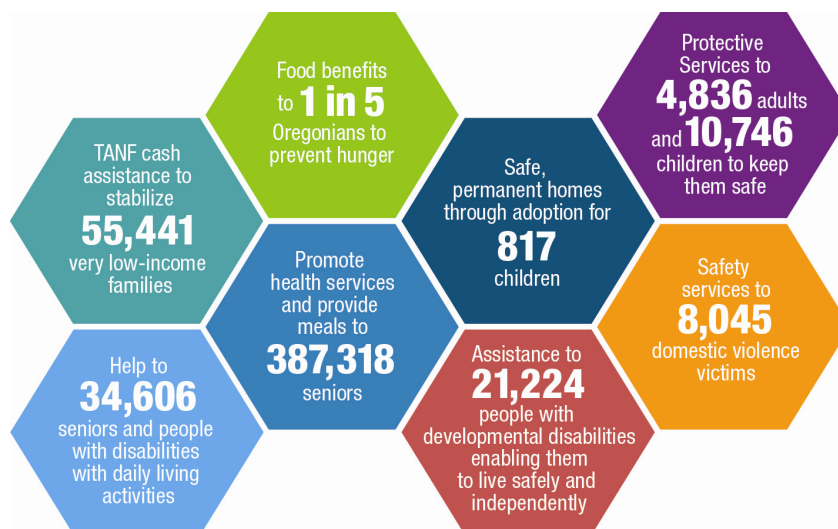 Food benefits
to 1 in 5
Oregonians to
prevent hunger
Protective
Services to
4,836 adults
and 10,746
children to keep
them safe
TANF cash
assistance to
stabilize
55,441
very low-income
families
Safe,
permanent homes
through adoption for
817
children
Promote
health services
and provide
meals to
387,318
seniors
Safety
services to
8,045
domestic violence
victims
Help to
34,606
seniors and people
with disabilities
with daily living
activities
Assistance to
21,224
people with
developmental disabilities
enabling them
to live safely and
independently